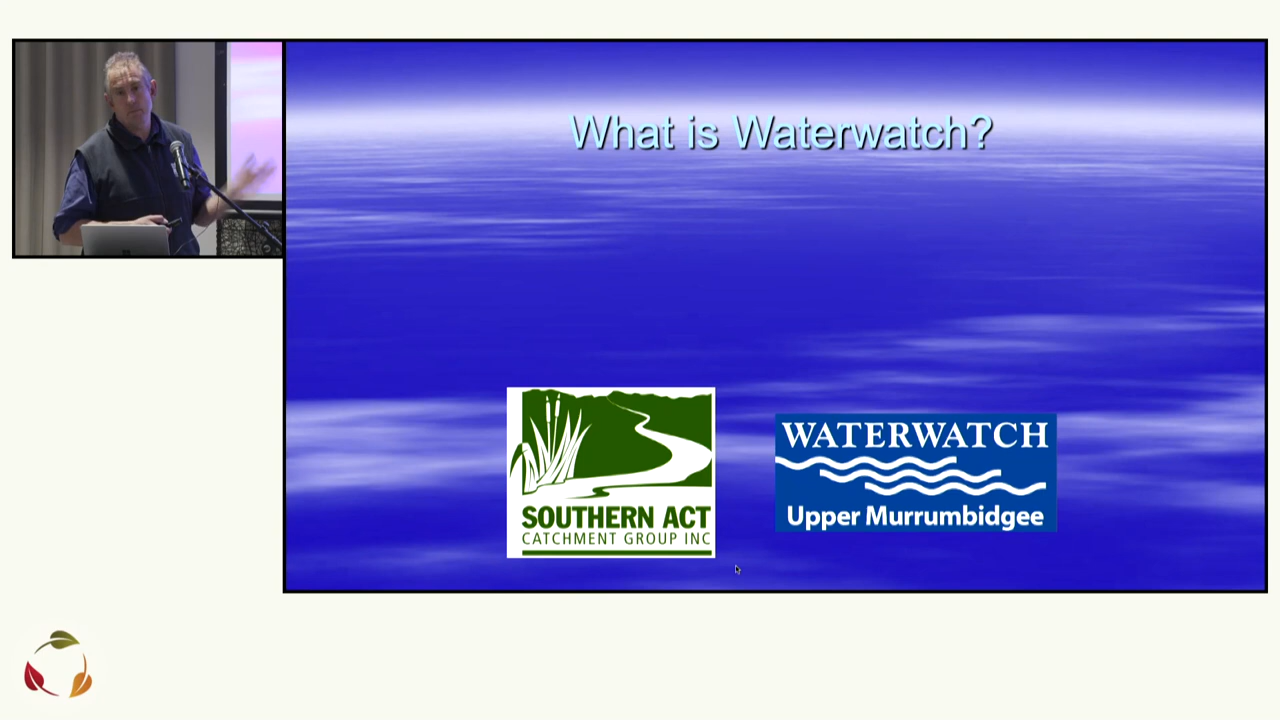 What is Waterwatch?
SOUTHERN ACT
CATCHMENT GROUP INC
WATERWATCH
Upper Murrumbidgee